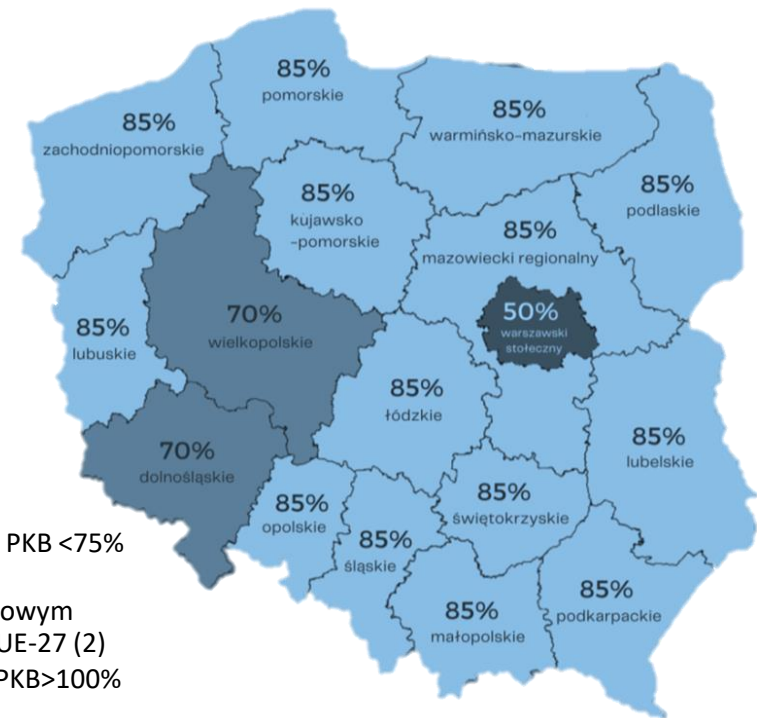 85%
pomorskie
85%
zachodniopomorskie
85%
warmińsko-mazurskie
85%
podlaskie
85%
kujawsko
-pomorskie
85%
mazowiecki regionalny
70%
wielkopolskie
50%
warszawski
stołeczny
85%
lubuskie
85%
łódzkie
70%
dolnośląskie
85%
lubelskie
85%
opolskie
85%
świętokrzyskie
85%
śląskie
85%
małopolskie
85%
podkarpackie
PKB <75%
owym
UE-27 (2)
PKB>100%